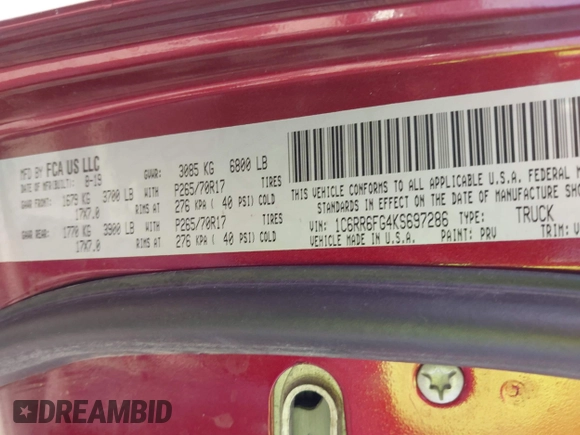 MFD BY FCA US LLC GVWR: 3085 KG 6800 LB
DATE OF MFR/BUILT: 8-19
GAWR FRONT: 1679 KG 3700 LB WITH P265/70R17 TIRES
17X7.0 RIMS AT 276 KPA ( 40 PSI) COLD
GAWR REAR: 1770 KG 3900 LB WITH P265/70R17 TIRES
17X7.0 RIMS AT 276 KPA ( 40 PSI) COLD
THIS VEHICLE CONFORMS TO ALL APPLICABLE U.S.A. FEDERAL
STANDARDS IN EFFECT ON THE DATE OF MANUFACTURE
VIN: 1C6RR6FG4KS697286 TYPE: TRUCK
VEHICLE MADE IN U.S.A. PAINT: PRV TRIM:
DREAMBID